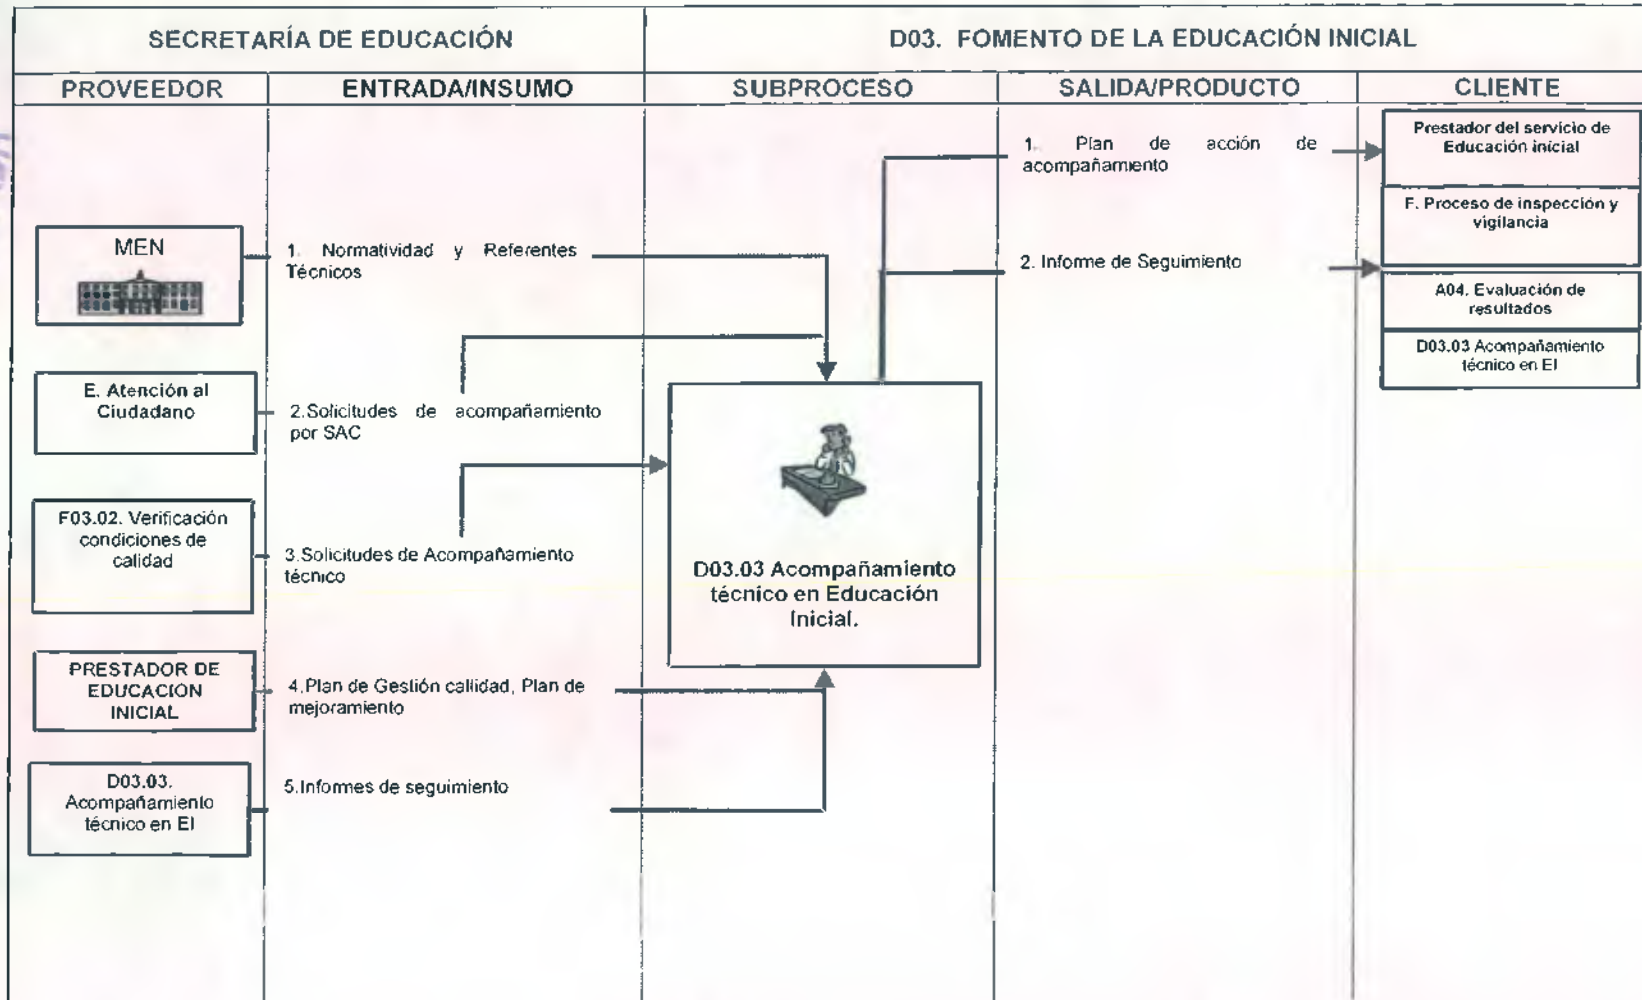 SECRETARÍA DE EDUCACIÓN
D03. FOMENTO DE LA EDUCACIÓN INICIAL
PROVEEDOR
ENTRADA/INSUMO
SUBPROCESO
SALIDA/PRODUCTO
CLIENTE
MEN
1. Normatividad y Referentes
Técnicos
E. Atención al
Ciudadano
2.Solicitudes de acompañamiento
por SAC
F03.02. Verificación
condiciones de
calidad
3.Solicitudes de Acompañamiento
técnico
PRESTADOR DE
EDUCACION
INICIAL
4.Plan de Gestión callidad, Plan de
mejoramiento
D03.03.
Acompañamiento
técnico en EI
5.Informes de seguimiento
D03.03 Acompañamiento
técnico en Educación
Inicial.
1. Plan de acción de
acompañamiento
2. Informe de Seguimiento
Prestador del servicio de
Educación inicial
F. Proceso de inspección y
vigilancia
A04. Evaluación de
resultados
D03.03 Acompañamiento
técnico en EI